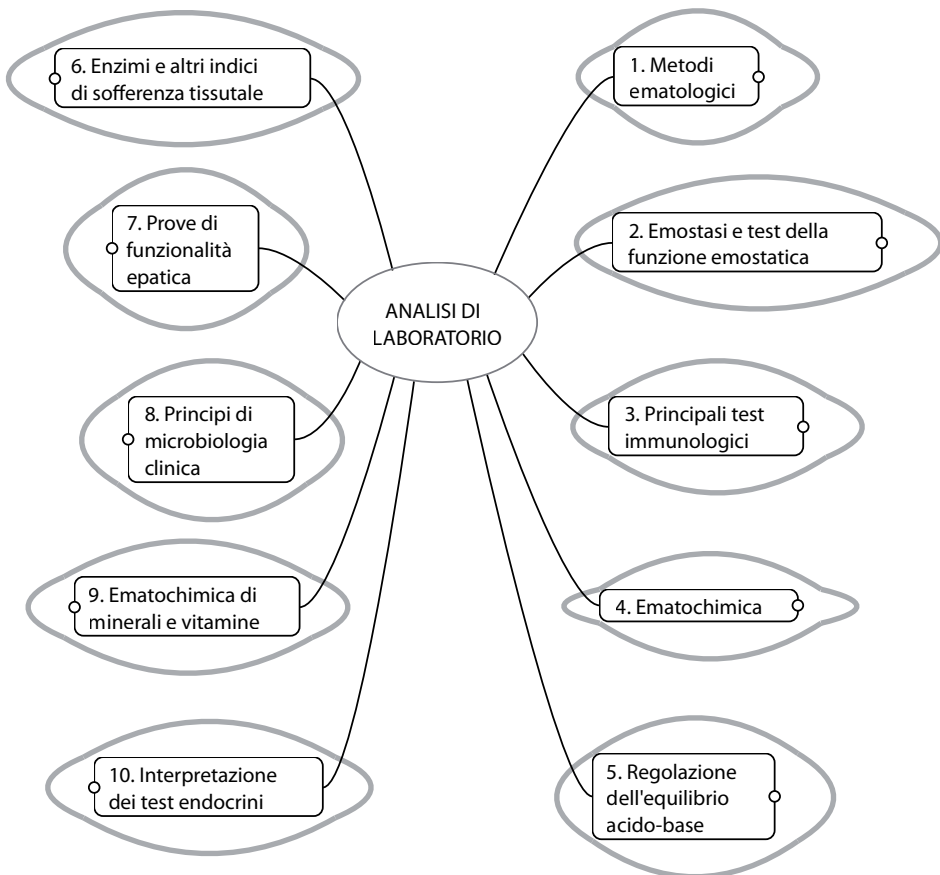 ANALISI DI
LABORATORIO
1. Metodi
ematologici
2. Emostasi e test della
funzione emostatica
3. Principali test
immunologici
4. Ematochimica
5. Regolazione
dell'equilibrio
acido-base
6. Enzimi e altri indici
di sofferenza tissutale
7. Prove di
funzionalità
epatica
8. Principi di
microbiologia
clinica
9. Ematochimica di
minerali e vitamine
10. Interpretazione
dei test endocrini